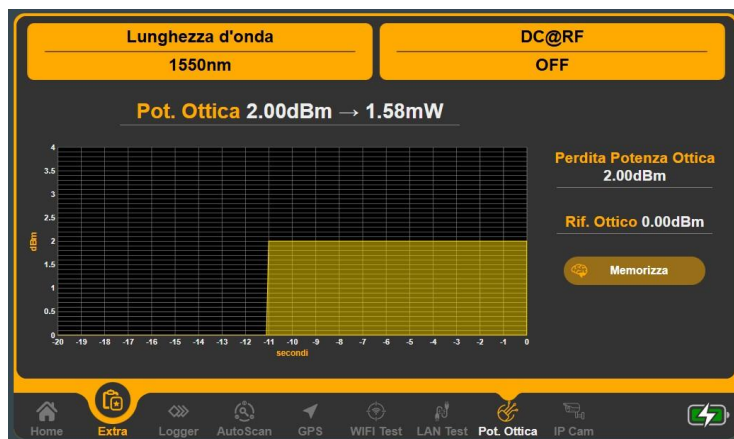 Lunghezza d'onda
1550nm
DC@RF
OFF
Pot. Ottica 2.00dBm → 1.58mW
Perdita Potenza Ottica
2.00dBm
Rif. Ottico 0.00dBm
Memorizza
4
3.5
3
2.5
2
1.5
1
0.5
0
dBm
-20 -19 -18 -17 -16 -15 -14 -13 -12 -11 -10 -9 -8 -7 -6 -5 -4 -3 -2 -1 0
secondi
Home Extra Logger AutoScan GPS WIFI Test LAN Test Pot. Ottica IP Cam